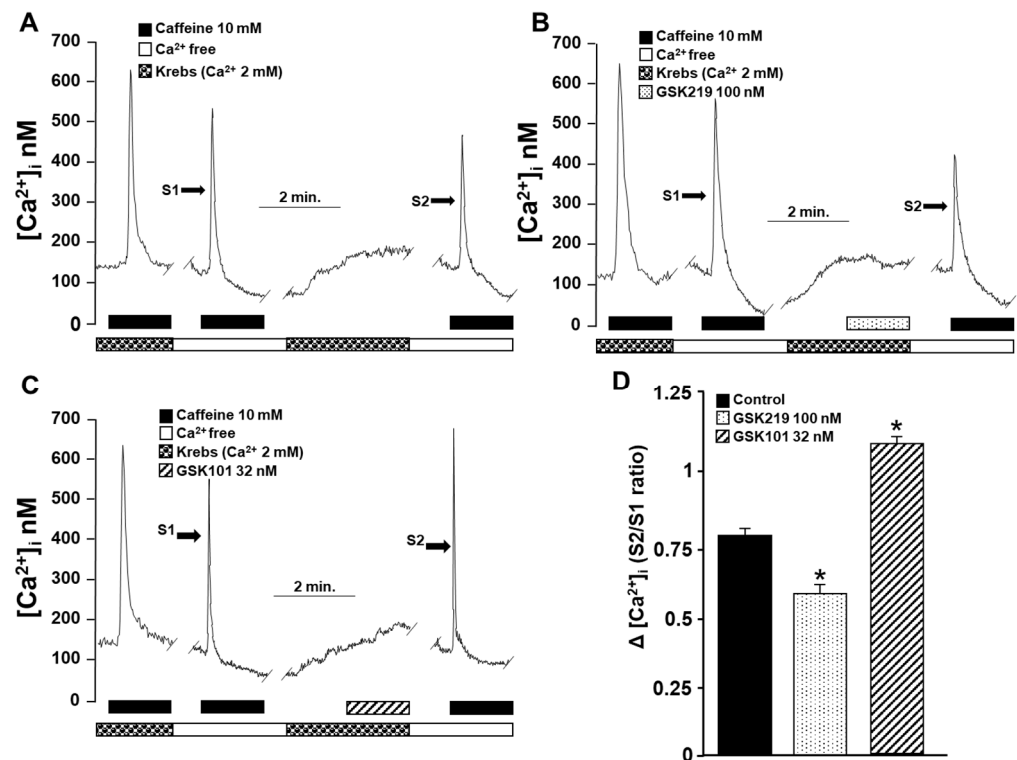 A
Caffeine 10 mM
Ca²⁺ free
Krebs (Ca²⁺ 2 mM)
[Ca²⁺]ᵢ nM
700
600
500
400
300
200
100
0
S1
2 min.
S2
B
Caffeine 10 mM
Ca²⁺ free
Krebs (Ca²⁺ 2 mM)
GSK219 100 nM
[Ca²⁺]ᵢ nM
700
600
500
400
300
200
100
0
S1
2 min.
S2
C
Caffeine 10 mM
Ca²⁺ free
Krebs (Ca²⁺ 2 mM)
GSK101 32 nM
[Ca²⁺]ᵢ nM
700
600
500
400
300
200
100
0
S1
2 min.
S2
D
Control
GSK219 100 nM
GSK101 32 nM
Δ [Ca²⁺]ᵢ (S2/S1 ratio)
1.25
1
0.75
0.5
0.25
0
*
*